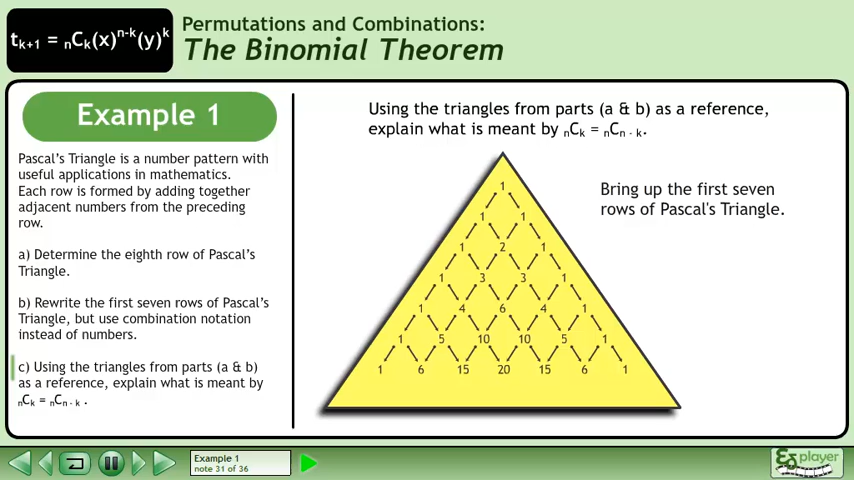 t k+1 = nCk(x)^n-k(y)^k
Permutations and Combinations:
The Binomial Theorem
Example 1
Pascal's Triangle is a number pattern with
useful applications in mathematics.
Each row is formed by adding together
adjacent numbers from the preceding
row.
a) Determine the eighth row of Pascal's
Triangle.
b) Rewrite the first seven rows of Pascal's
Triangle, but use combination notation
instead of numbers.
c) Using the triangles from parts (a & b)
as a reference, explain what is meant by
nCk = nCn - k .
Using the triangles from parts (a & b) as a reference,
explain what is meant by nCk = nCn - k.
Bring up the first seven
rows of Pascal's Triangle.
1
1 1
1 2 1
1 3 3 1
1 4 6 4 1
1 5 10 10 5 1
1 6 15 20 15 6 1
Example 1
note 31 of 36
player